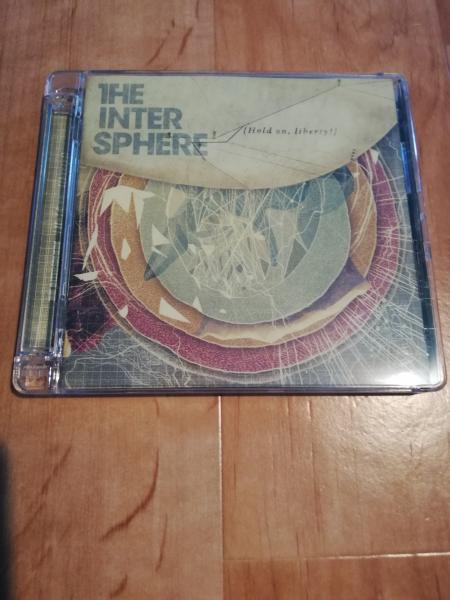 THE
INTER
SPHERE
(Hold on, liberty!)